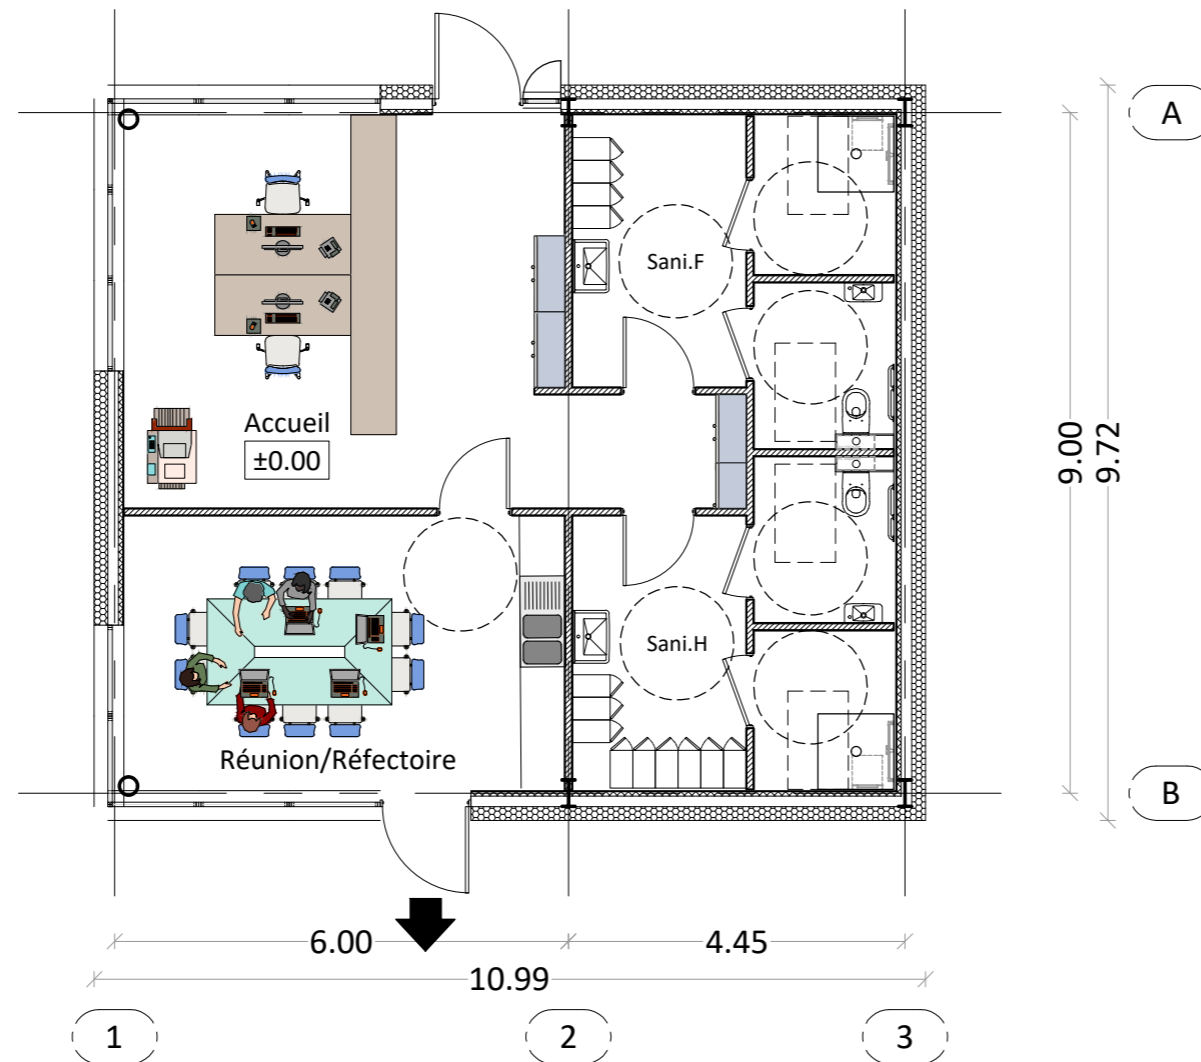 A
Sani.F
Accueil
±0.00
9.00
9.72
Sani.H
Réunion/Réfectoire
B
6.00
4.45
10.99
1
2
3